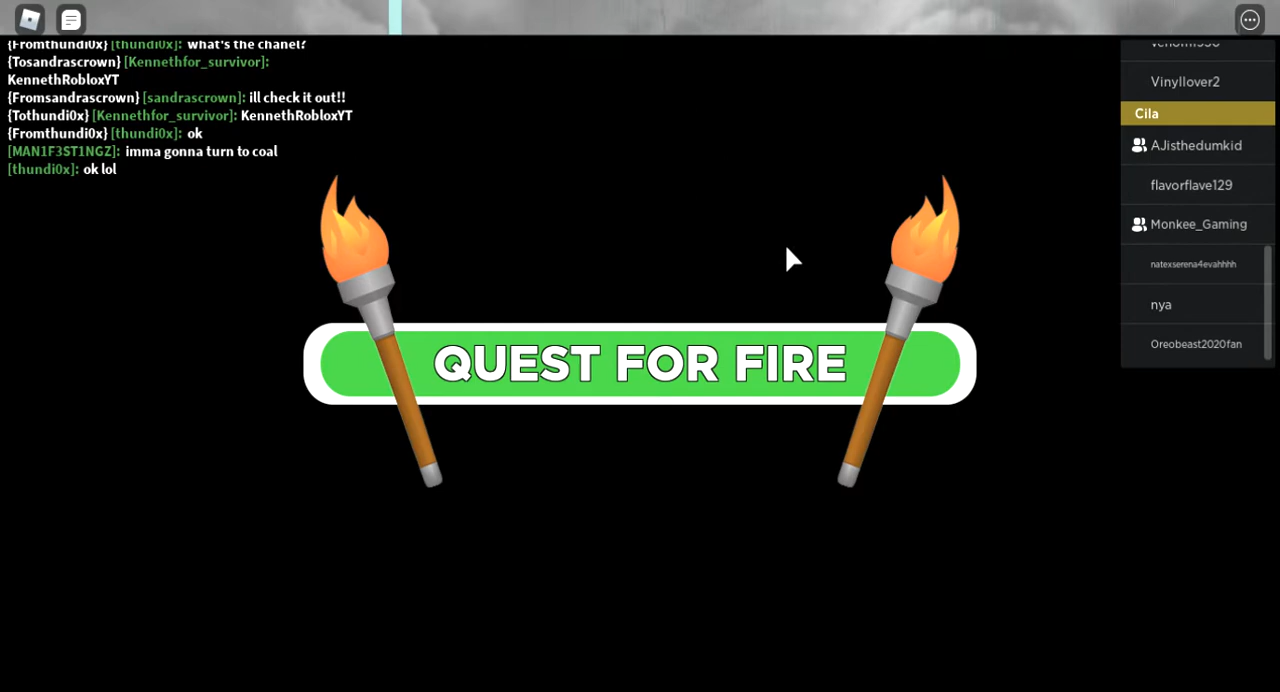 {Fromthundi0x} [thundi0x]: what's the chanel?
{Tosandrascrown} [Kennethfor_survivor]:
KennethRobloxYT
{Fromsandrascrown} [sandrascrown]: ill check it out!!
{Tothundi0x} [Kennethfor_survivor]: KennethRobloxYT
{Fromthundi0x} [thundi0x]: ok
[MAN1F3ST1NGZ]: imma gonna turn to coal
[thundi0x]: ok lol
QUEST FOR FIRE
Vinyllover2
Cila
AJisthedumkid
flavorflave129
Monkee_Gaming
natexserena4evahhhh
nya
Oreobeast2020fan